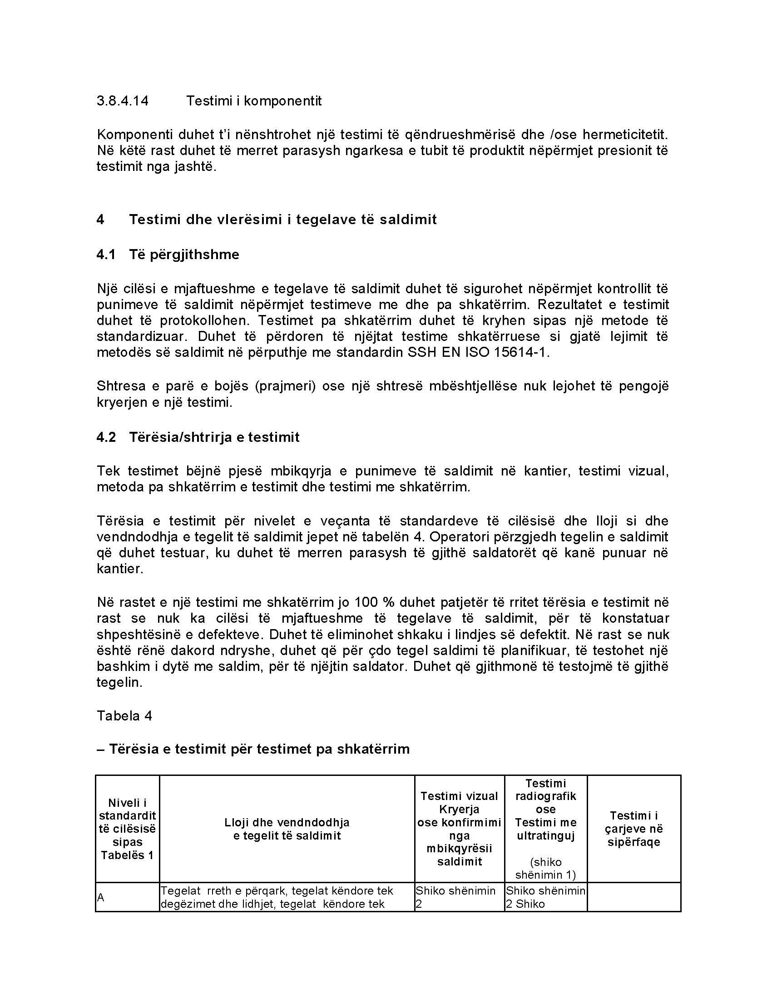 3.8.4.14 Testimi i komponentit
Komponenti duhet t’i nënshtrohet një testimi të qëndrueshmërisë dhe /ose hermeticitetit.
Në këtë rast duhet të merret parasysh ngarkesa e tubit të produktit nëpërmjet presionit të
testimit nga jashtë.
4 Testimi dhe vlerësimi i tegelave të saldimit
4.1 Të përgjithshme
Një cilësi e mjaftueshme e tegelave të saldimit duhet të sigurohet nëpërmjet kontrollit të
punimeve të saldimit nëpërmjet testimeve me dhe pa shkatërrim. Rezultatet e testimit
duhet të protokollohen. Testimet pa shkatërrim duhet të kryhen sipas një metode të
standardizuar. Duhet të përdoren të njëjtat testime shkatërruese si gjatë lejimit të
metodës së saldimit në përputhje me standardin SSH EN ISO 15614-1.
Shtresa e parë e bojës (prajmeri) ose një shtresë mbështjellëse nuk lejohet të pengojë
kryerjen e një testimi.
4.2 Tërësia/shtrirja e testimit
Tek testimet bëjnë pjesë mbikqyrja e punimeve të saldimit në kantier, testimi vizual,
metoda pa shkatërrim e testimit dhe testimi me shkatërrim.
Tërësia e testimit për nivelet e veçanta të standardeve të cilësisë dhe lloji si dhe
vendndodhja e tegelit të saldimit jepet në tabelën 4. Operatori përzgjedh tegelin e saldimit
që duhet testuar, ku duhet të merren parasysh të gjithë saldatorët që kanë punuar në
kantier.
Në rastet e një testimi me shkatërrim jo 100 % duhet patjetër të rritet tërësia e testimit në
rast se nuk ka cilësi të mjaftueshme të tegelave të saldimit, për të konstatuar
shpeshtësinë e defekteve. Duhet të eliminohet shkaku i lindjes së defektit. Në rast se nuk
është rënë dakord ndryshe, duhet që për çdo tegel saldimi të planifikuar, të testohet një
bashkim i dytë me saldim, për të njëjtin saldator. Duhet që gjithmonë të testojmë të gjithë
tegelin.
Tabela 4
– Tërësia e testimit për testimet pa shkatërrim
Niveli i
standardit
të cilësisë
sipas
Tabelës 1
Lloji dhe vendndodhja
e tegelit të saldimit
Testimi vizual
Kryerja
ose konfirmimi
nga
mbikqyrësii
saldimit
Testimi
radiografik
ose
Testimi me
ultratinguj
(shiko
shënimin 1)
Testimi i
çarjeve në
sipërfaqe
A
Tegelat rreth e përqark, tegelat këndore tek
degëzimet dhe lidhjet, tegelat këndore tek
Shiko shënimin
2
Shiko shënimin
2 Shiko